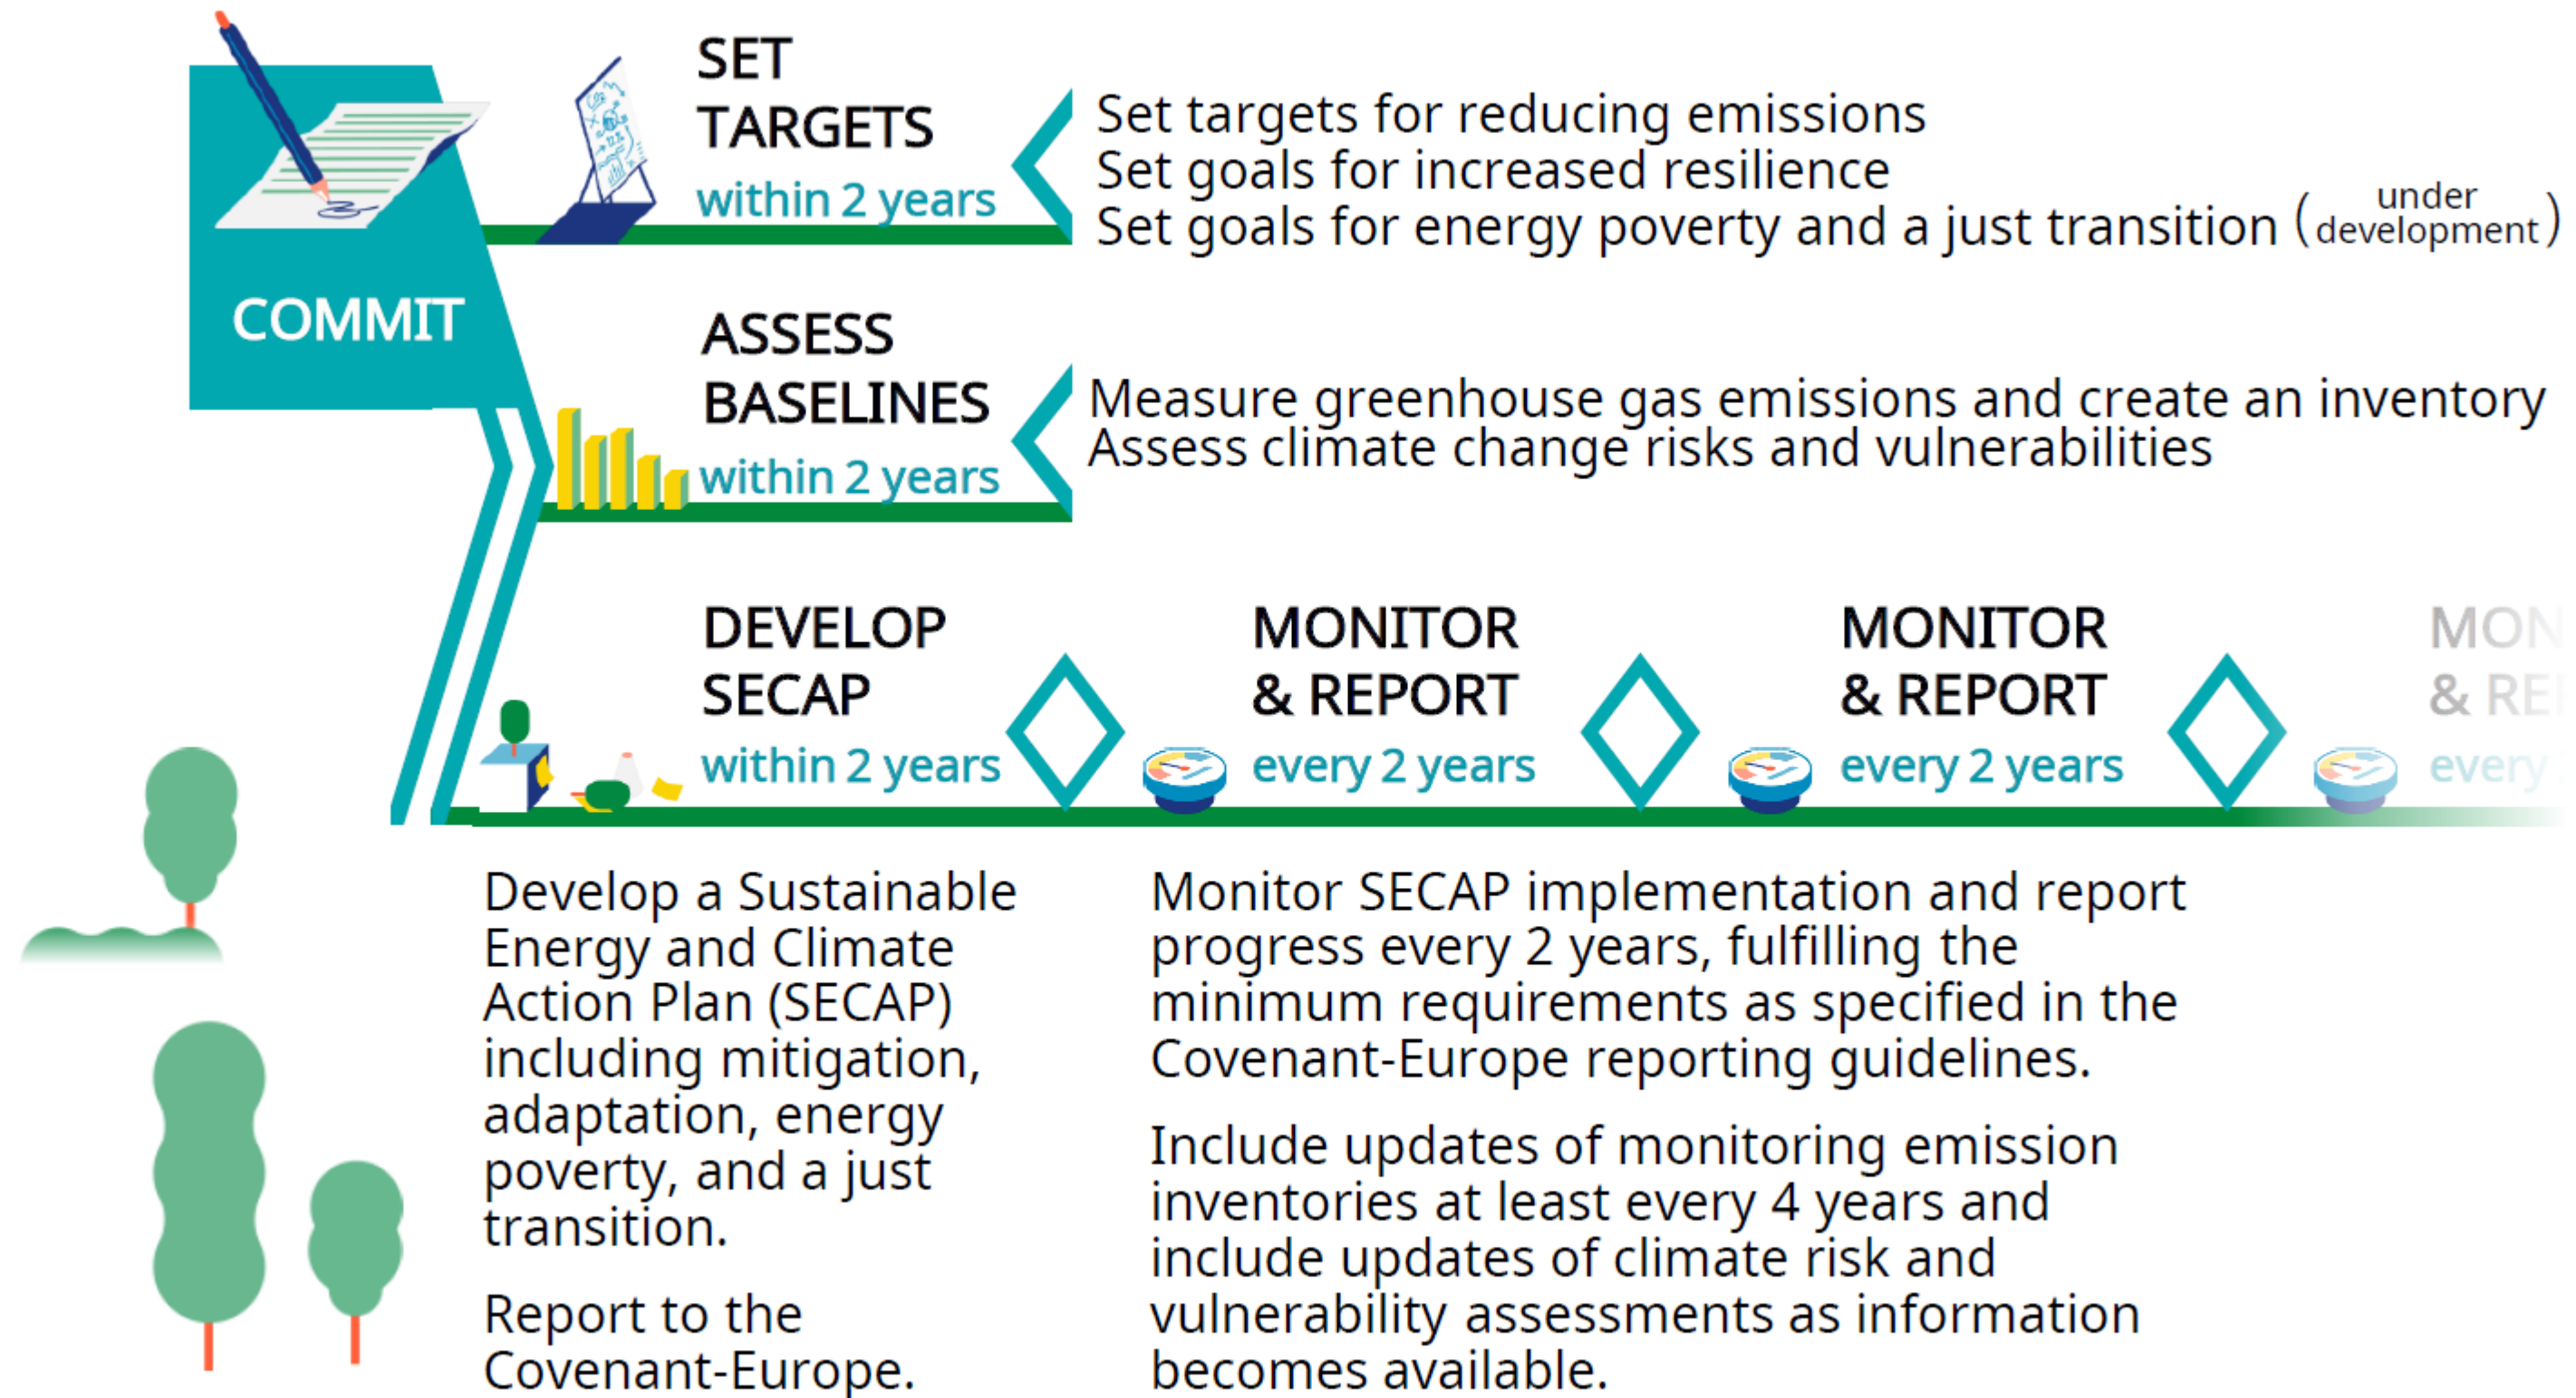 COMMIT
SET
TARGETS
within 2 years
Set targets for reducing emissions
Set goals for increased resilience
Set goals for energy poverty and a just transition (under development)
ASSESS
BASELINES
within 2 years
Measure greenhouse gas emissions and create an inventory
Assess climate change risks and vulnerabilities
DEVELOP
SECAP
within 2 years
MONITOR
& REPORT
every 2 years
MONITOR
& REPORT
every 2 years
&
every
Develop a Sustainable
Energy and Climate
Action Plan (SECAP)
including mitigation,
adaptation, energy
poverty, and a just
transition.
Report to the
Covenant-Europe.
Monitor SECAP implementation and report
progress every 2 years, fulfilling the
minimum requirements as specified in the
Covenant-Europe reporting guidelines.
Include updates of monitoring emission
inventories at least every 4 years and
include updates of climate risk and
vulnerability assessments as information
becomes available.